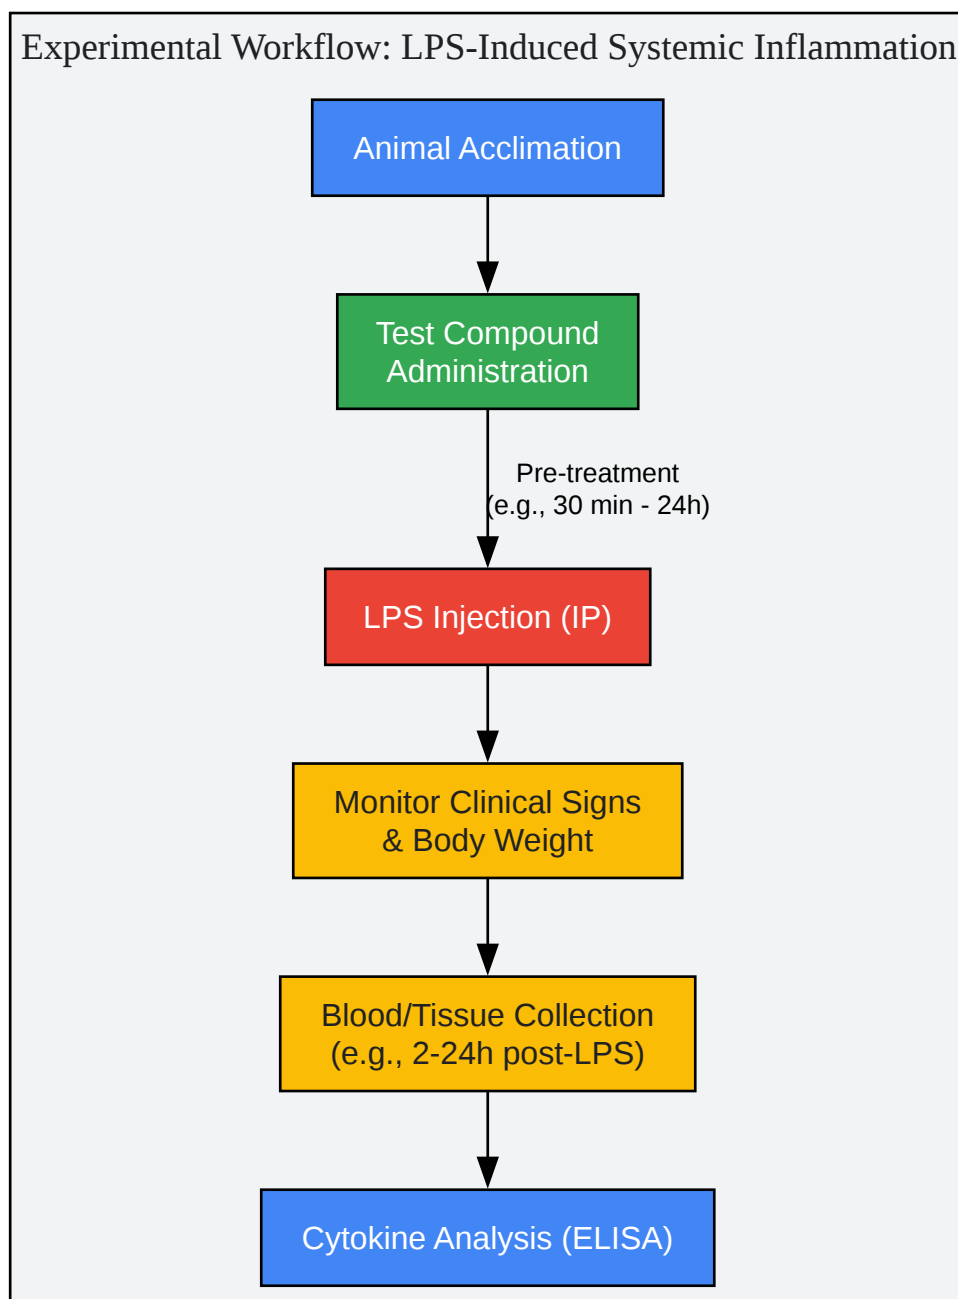 Experimental Workflow: LPS-Induced Systemic Inflammation
Animal Acclimation
Test Compound
Administration
Pre-treatment
(e.g., 30 min - 24h)
LPS Injection (IP)
Monitor Clinical Signs
& Body Weight
Blood/Tissue Collection
(e.g., 2-24h post-LPS)
Cytokine Analysis (ELISA)